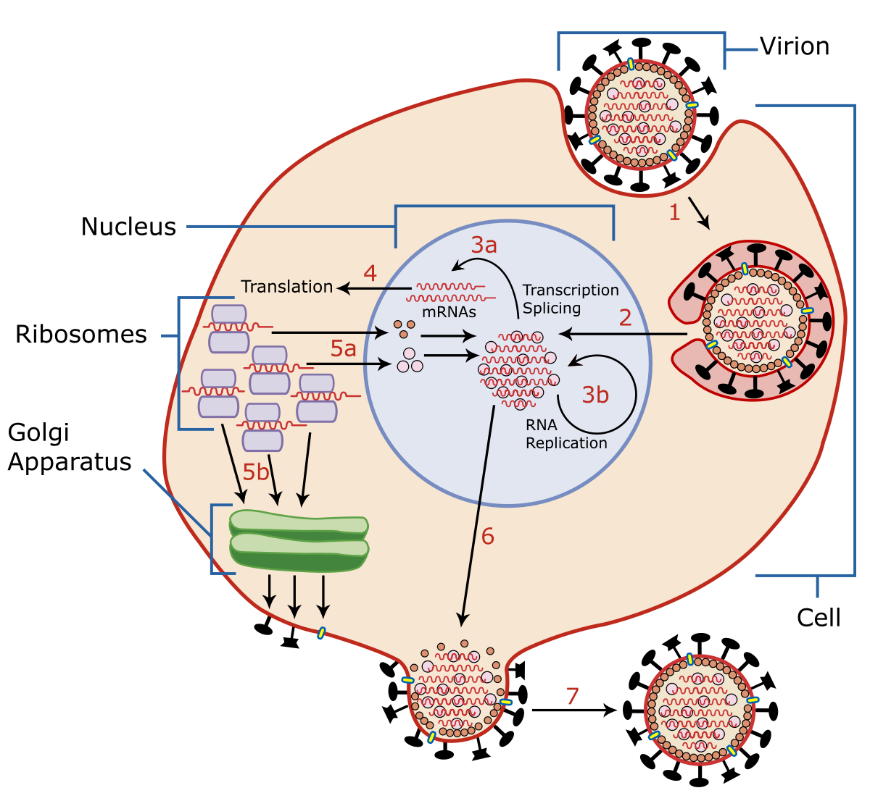 Virion
1
Nucleus
3a
4
Translation
Transcription
Splicing
mRNAs
2
Ribosomes
5a
3b
RNA
Replication
Golgi
Apparatus
5b
6
Cell
7